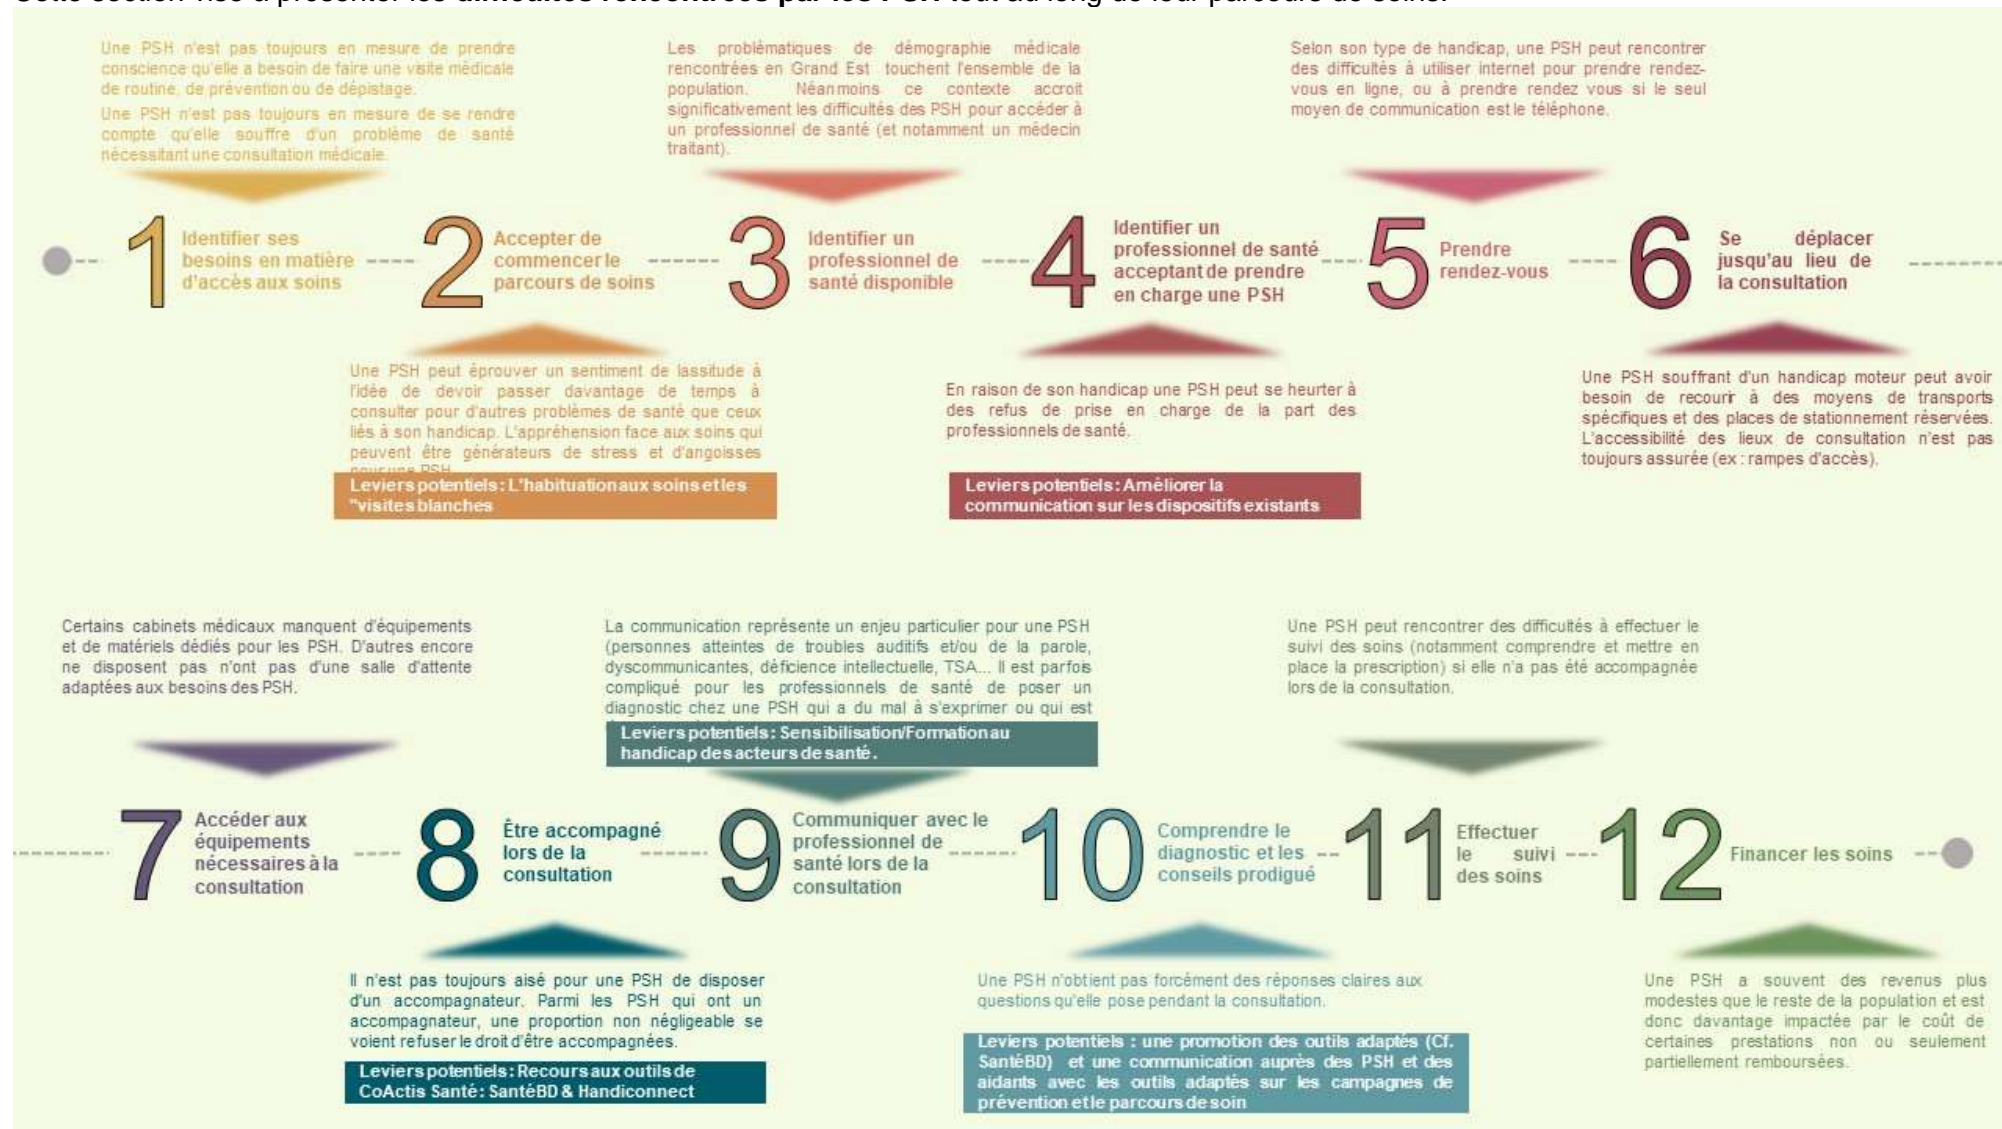 Cette section vise à présenter les difficultés rencontrées par les PSH tout au long de leur parcours de soins.
Une PSH n'est pas toujours en mesure de prendre
conscience qu'elle a besoin de faire une visite médicale
de routine, de prévention ou de dépistage.
Une PSH n'est pas toujours en mesure de se rendre
compte qu'elle souffre d'un problème de santé
nécessitant une consultation médicale.
Les problématiques de démographie médicale
rencontrées en Grand Est touchent l'ensemble de la
population. Néanmoins ce contexte accroit
significativement les difficultés des PSH pour accéder à
un professionnel de santé (et notamment un médecin
traitant).
Selon son type de handicap, une PSH peut rencontrer
des difficultés à utiliser internet pour prendre rendez-
vous en ligne, ou à prendre rendez vous si le seul
moyen de communication est le téléphone.
1
Identifier ses
besoins en matière
d'accès aux soins
2
Accepter de
commencer le
parcours de soins
3
Identifier un
professionnel de
santé disponible
4
Identifier un
professionnel de santé
acceptant de prendre
en charge une PSH
5
Prendre
rendez-vous
6
Se déplacer
jusqu'au lieu de
la consultation
Une PSH peut éprouver un sentiment de lassitude à
l'idée de devoir passer davantage de temps à
consulter pour d'autres problèmes de santé que ceux
liés à son handicap. L'appréhension face aux soins qui
peuvent être générateurs de stress et d'angoisses
pour une PSH
Leviers potentiels : L'habituation aux soins et les
"visites blanches
En raison de son handicap une PSH peut se heurter à
des refus de prise en charge de la part des
professionnels de santé.
Leviers potentiels : Améliorer la
communication sur les dispositifs existants
Une PSH souffrant d'un handicap moteur peut avoir
besoin de recourir à des moyens de transports
spécifiques et des places de stationnement réservées.
L'accessibilité des lieux de consultation n'est pas
toujours assurée (ex : rampes d'accès).
Certains cabinets médicaux manquent d'équipements
et de matériels dédiés pour les PSH. D'autres encore
ne disposent pas n'ont pas d'une salle d'attente
adaptées aux besoins des PSH.
La communication représente un enjeu particulier pour une PSH
(personnes atteintes de troubles auditifs et/ou de la parole,
dyscommunicantes, déficience intellectuelle, TSA... Il est parfois
compliqué pour les professionnels de santé de poser un
diagnostic chez une PSH qui a du mal à s'exprimer ou qui est
Leviers potentiels : Sensibilisation/Formation au
handicap des acteurs de santé .
Une PSH peut rencontrer des difficultés à effectuer le
suivi des soins (notamment comprendre et mettre en
place la prescription) si elle n'a pas été accompagnée
lors de la consultation.
7
Accéder aux
équipements
nécessaires à la
consultation
8
Être accompagné
lors de la
consultation
9
Communiquer avec le
professionnel de
santé lors de la
consultation
10
Comprendre le
diagnostic et les
conseils prodigué
11
Effectuer
le suivi
des soins
12
Financer les soins
Il n'est pas toujours aisé pour une PSH de disposer
d'un accompagnateur. Parmi les PSH qui ont un
accompagnateur, une proportion non négligeable se
voient refuser le droit d'être accompagnées.
Leviers potentiels : Recours aux outils de
CoActis Santé : SantéBD & Handiconnect
Une PSH n'obtient pas forcément des réponses claires aux
questions qu'elle pose pendant la consultation.
Leviers potentiels : une promotion des outils adaptés (Cf.
SantéBD) et une communication auprès des PSH et des
aidants avec les outils adaptés sur les campagnes de
prévention et le parcours de soin
Une PSH a souvent des revenus plus
modestes que le reste de la population et est
donc davantage impactée par le coût de
certaines prestations non ou seulement
partiellement remboursées.